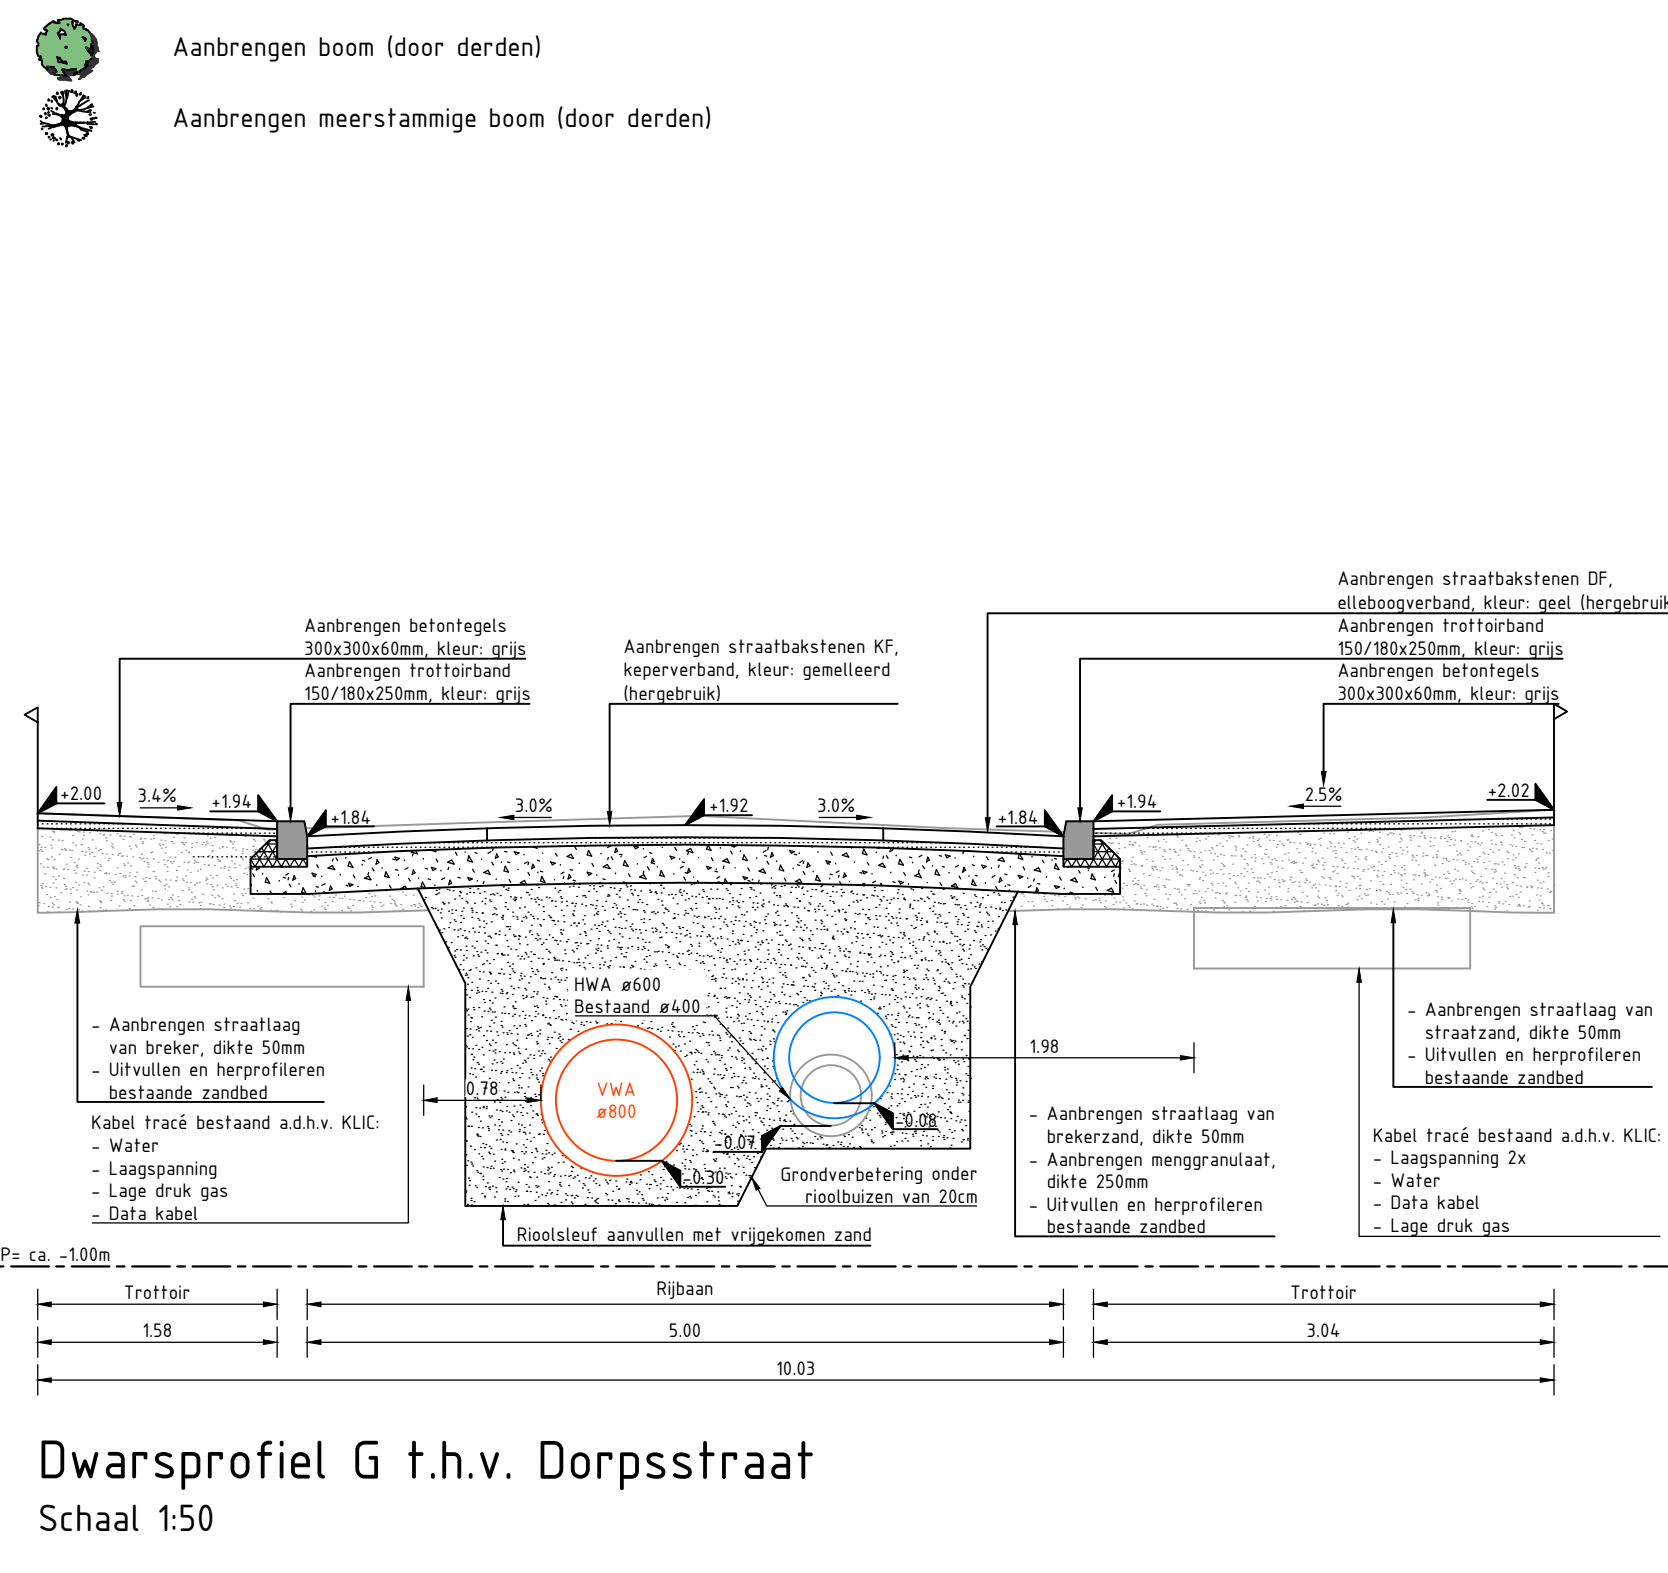 Aanbrengen boom (door derden)
Aanbrengen meerstammige boom (door derden)
Aanbrengen straatbakstenen DF,
elleboogverband, kleur: geel
Aanbrengen trottoirband
150/180x250mm, kleur: grijs
Aanbrengen betontegels
300x300x60mm, kleur: grijs
Aanbrengen betontegels
300x300x60mm, kleur: grijs
Aanbrengen trottoirband
150/180x250mm, kleur: grijs
Aanbrengen straatbakstenen KF,
keperverband, kleur: gemelleerd
(hergebruik)
+2.00
3.4%
+1.94
+1.84
3.0%
+1.92
3.0%
+1.84
+1.94
2.5%
+2.02
HWA ø600
Bestaand ø400
VWA
ø800
0.78
1.98
-0.08
-0.07
-0.30
Grondverbetering onder
rioolbuizen van 20cm
Rioolsleuf aanvullen met vrijgekomen zand
- Aanbrengen straatlaag
van breker, dikte 50mm
- Uitvullen en herprofileren
bestaande zandbed
Kabel tracé bestaand a.d.h.v. KLIC:
- Water
- Laagspanning
- Lage druk gas
- Data kabel
- Aanbrengen straatlaag van
brekerzand, dikte 50mm
- Aanbrengen menggranulaat,
dikte 250mm
- Uitvullen en herprofileren
bestaande zandbed
- Aanbrengen straatlaag van
straatzand, dikte 50mm
- Uitvullen en herprofileren
bestaande zandbed
Kabel tracé bestaand a.d.h.v. KLIC:
- Laagspanning 2x
- Water
- Data kabel
- Lage druk gas
P= ca. -1.00m
Trottoir
Rijbaan
Trottoir
1.58
5.00
3.04
10.03
Dwarsprofiel G t.h.v. Dorpsstraat
Schaal 1:50